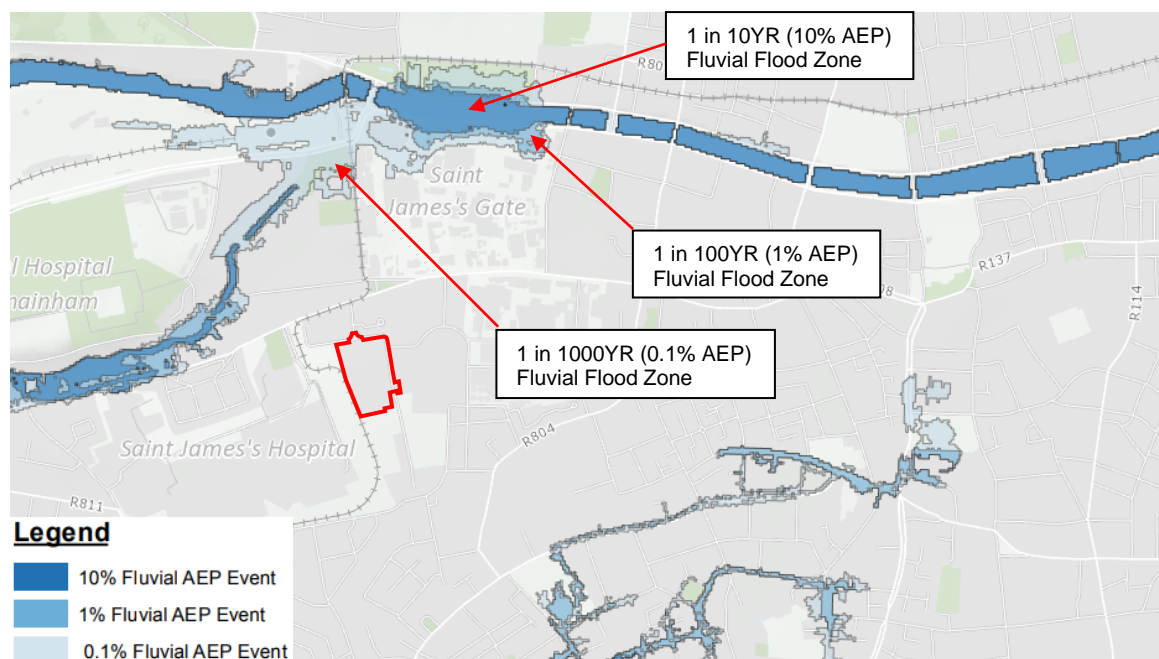 1 in 10YR (10% AEP)
Fluvial Flood Zone
R80
Saint
James's Gate
1 in 100YR (1% AEP)
Fluvial Flood Zone
R137
l Hospital
mainham
R114
1 in 1000YR (0.1% AEP)
Fluvial Flood Zone
R804
Saint James's Hospital
R811
Legend
10% Fluvial AEP Event
1% Fluvial AEP Event
0.1% Fluvial AEP Event